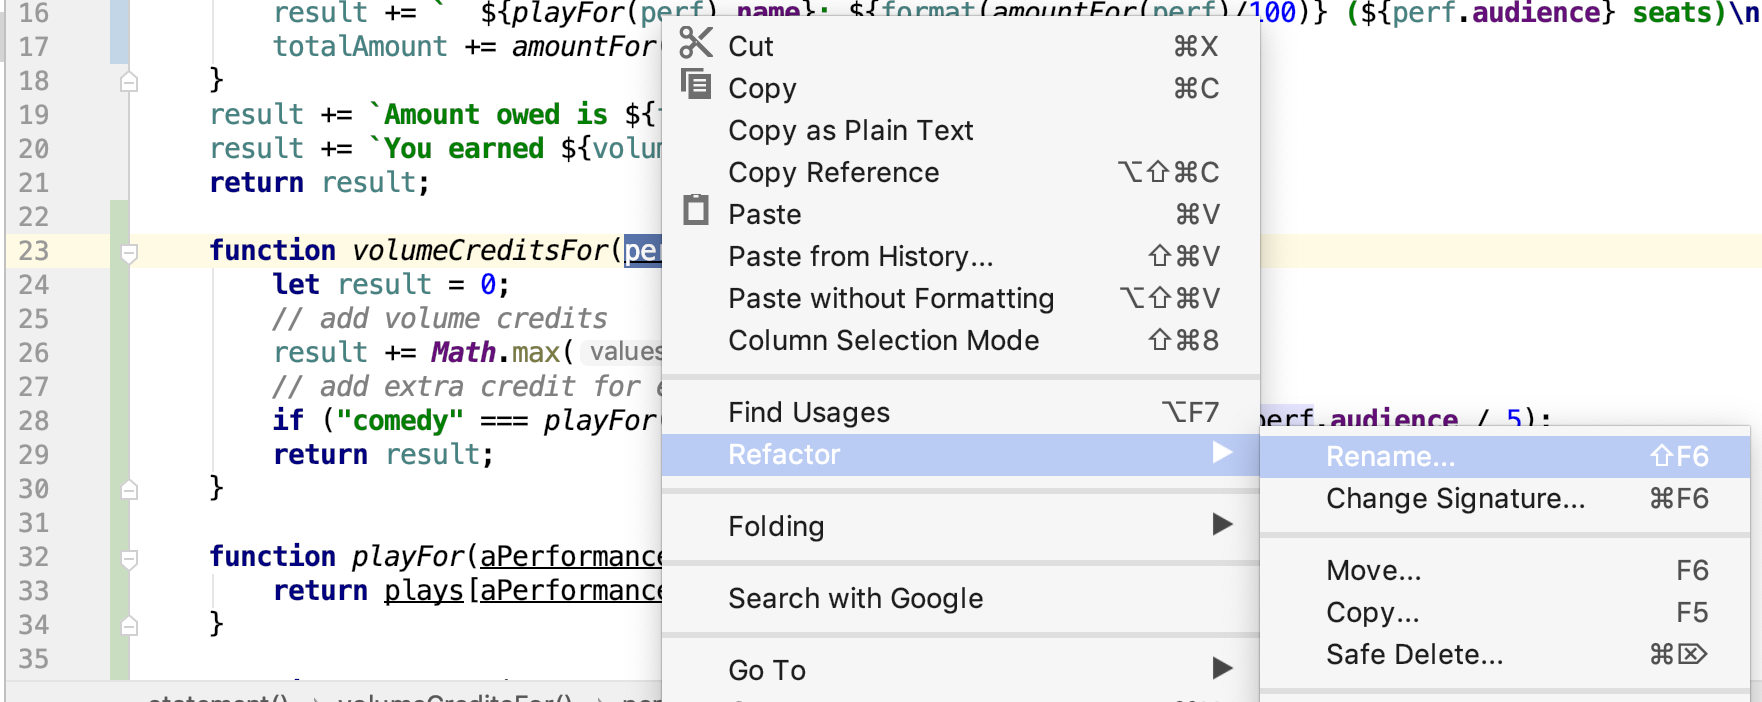 16 result += ` ${playFor(perf).name}: ${format(amountFor(perf)/100)} (${perf.audience} seats)\n
17 totalAmount += amountFor(
18 }
19 result += `Amount owed is ${
20 result += `You earned ${volum
21 return result;
22
23 function volumeCreditsFor(per
24 let result = 0;
25 // add volume credits
26 result += Math.max( values
27 // add extra credit for e
28 if ("comedy" === playFor( perf.audience / 5);
29 return result;
30 }
31
32 function playFor(aPerformance
33 return plays[aPerformance
34 }
35
statement() › volumeCreditsFor() › per
Cut ⌘X
Copy ⌘C
Copy as Plain Text
Copy Reference ⌥⇧⌘C
Paste ⌘V
Paste from History... ⇧⌘V
Paste without Formatting ⌥⇧⌘V
Column Selection Mode ⇧⌘8
Find Usages ⌥F7
Refactor ▶
Folding ▶
Search with Google
Go To ▶
Rename... ⇧F6
Change Signature... ⌘F6
Move... F6
Copy... F5
Safe Delete... ⌘⌦